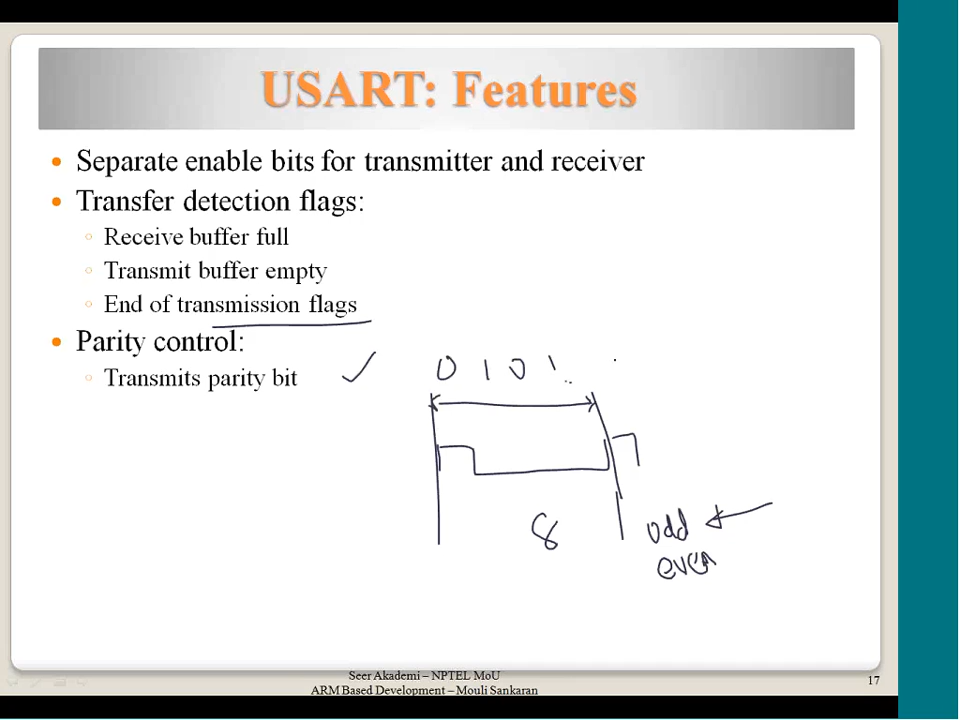 USART: Features
• Separate enable bits for transmitter and receiver
• Transfer detection flags:
◦ Receive buffer full
◦ Transmit buffer empty
◦ End of transmission flags
• Parity control:
◦ Transmits parity bit
0 1 0 1 ..
8
odd
even
Seer Akademi – NPTEL MoU
ARM Based Development – Mouli Sankaran
17